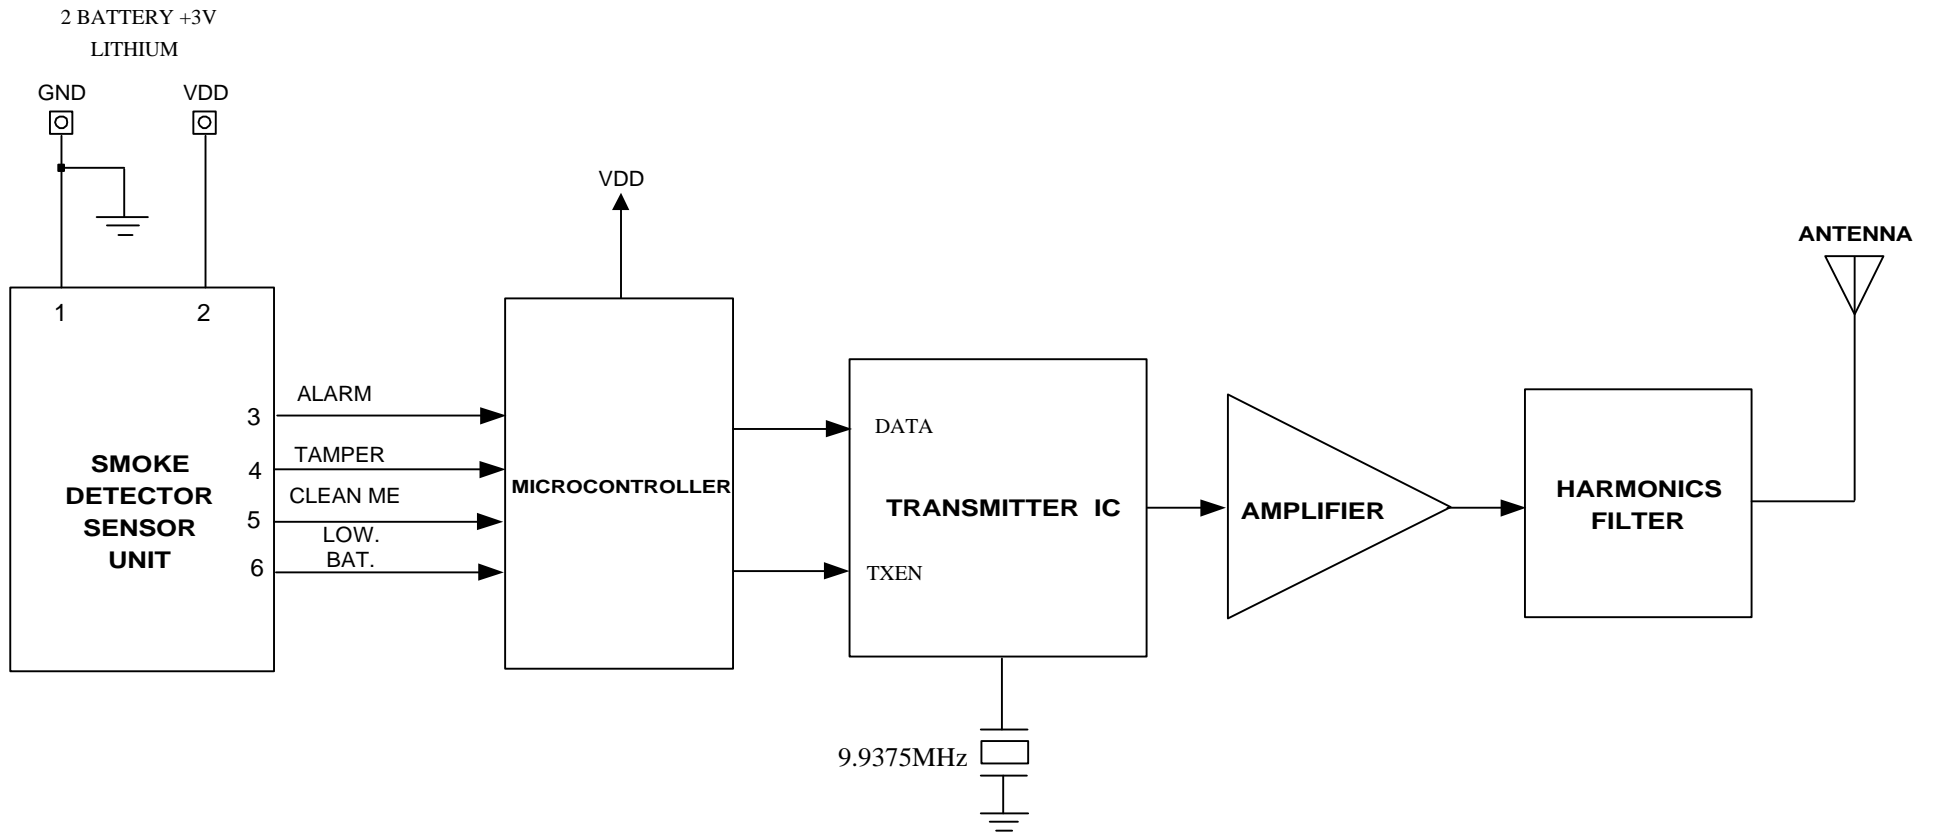 2 BATTERY +3V
LITHIUM
GND
VDD
VDD
ANTENNA
1
2
ALARM
3
TAMPER
4
CLEAN ME
5
LOW.
BAT.
6
SMOKE
DETECTOR
SENSOR
UNIT
MICROCONTROLLER
DATA
TRANSMITTER IC
TXEN
AMPLIFIER
HARMONICS
FILTER
9.9375MHz